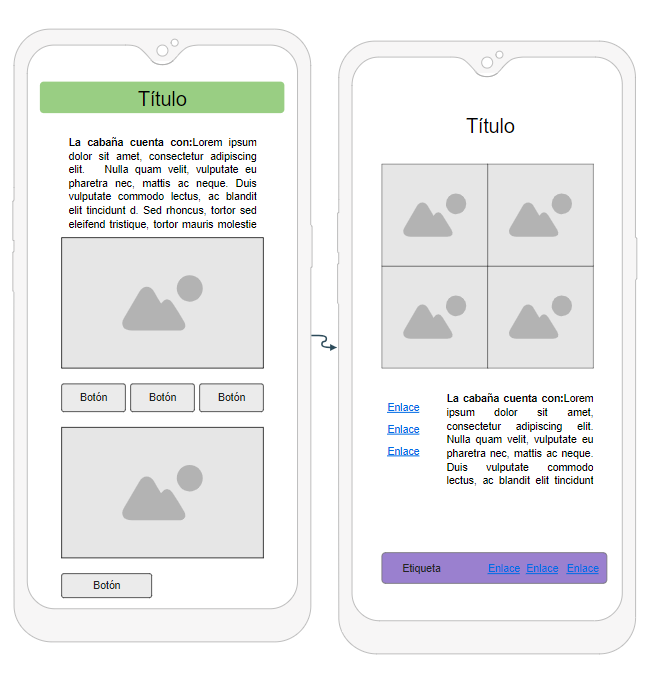 Título
La cabaña cuenta con:Lorem ipsum
dolor sit amet, consectetur adipiscing
elit. Nulla quam velit, vulputate eu
pharetra nec, mattis ac neque. Duis
vulputate commodo lectus, ac blandit
elit tincidunt d. Sed rhoncus, tortor sed
eleifend tristique, tortor mauris molestie
Botón Botón Botón
Botón
Título
Enlace
Enlace
Enlace
La cabaña cuenta con:Lorem
ipsum dolor sit amet,
consectetur adipiscing elit.
Nulla quam velit, vulputate eu
pharetra nec, mattis ac neque.
Duis vulputate commodo
lectus, ac blandit elit tincidunt
Etiqueta Enlace Enlace Enlace